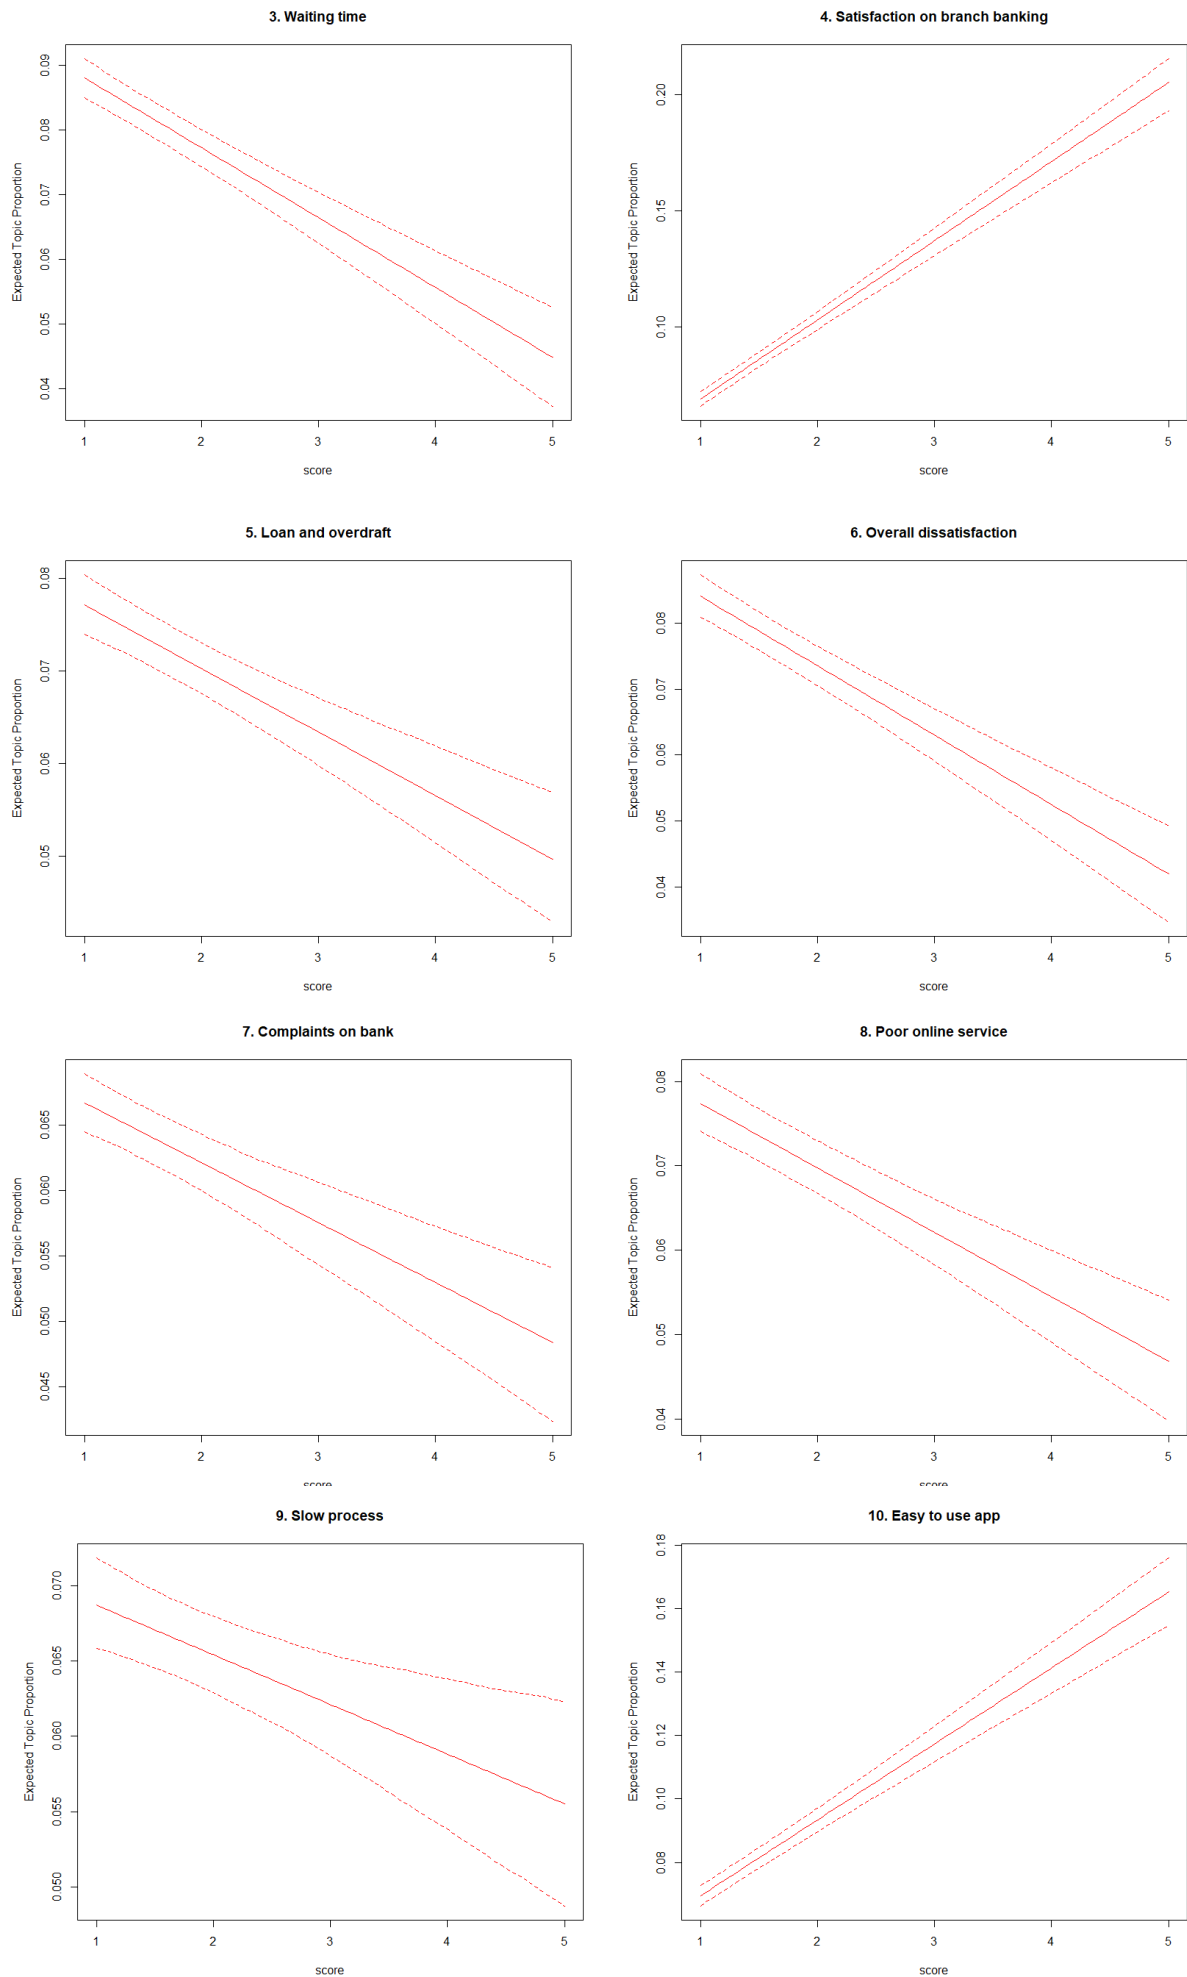 3. Waiting time
Expected Topic Proportion
0.04 0.05 0.06 0.07 0.08 0.09
1 2 3 4 5
score
4. Satisfaction on branch banking
Expected Topic Proportion
0.10 0.15 0.20
1 2 3 4 5
score
5. Loan and overdraft
Expected Topic Proportion
0.05 0.06 0.07 0.08
1 2 3 4 5
score
6. Overall dissatisfaction
Expected Topic Proportion
0.04 0.05 0.06 0.07 0.08
1 2 3 4 5
score
7. Complaints on bank
Expected Topic Proportion
0.045 0.050 0.055 0.060 0.065
1 2 3 4 5
score
8. Poor online service
Expected Topic Proportion
0.04 0.05 0.06 0.07 0.08
1 2 3 4 5
score
9. Slow process
Expected Topic Proportion
0.050 0.055 0.060 0.065 0.070
1 2 3 4 5
score
10. Easy to use app
Expected Topic Proportion
0.08 0.10 0.12 0.14 0.16 0.18
1 2 3 4 5
score